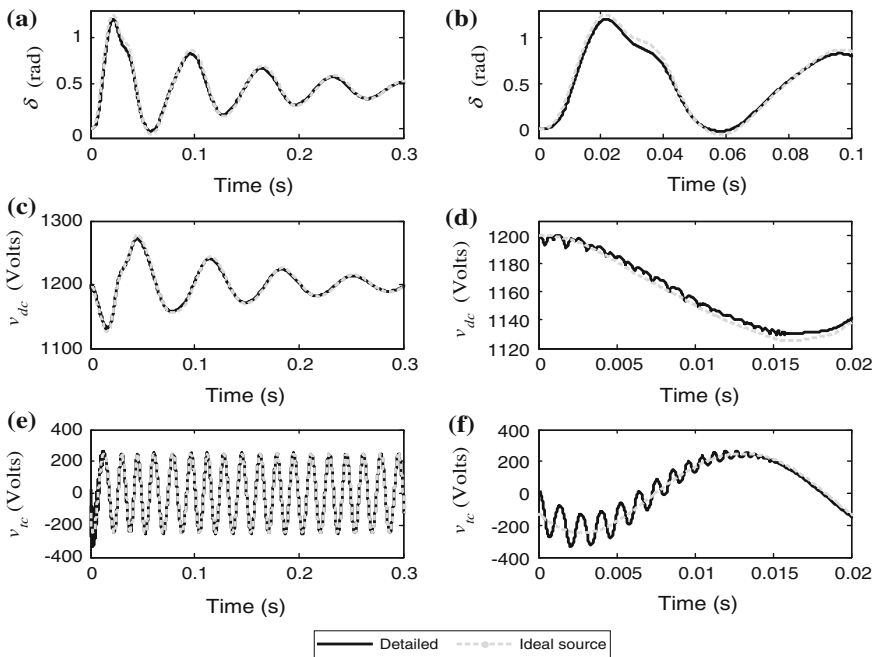 (a)
δ (rad)
1
0.5
0
0 0.1 0.2 0.3
Time (s)
(b)
δ (rad)
1
0.5
0
0 0.02 0.04 0.06 0.08 0.1
Time (s)
(c)
v_dc (Volts)
1300
1200
1100
0 0.1 0.2 0.3
Time (s)
(d)
v_dc (Volts)
1200
1180
1160
1140
1120
0 0.005 0.01 0.015 0.02
Time (s)
(e)
v_tc (Volts)
400
200
0
-200
-400
0 0.1 0.2 0.3
Time (s)
(f)
v_tc (Volts)
400
200
0
-200
-400
0 0.005 0.01 0.015 0.02
Time (s)
Detailed Ideal source